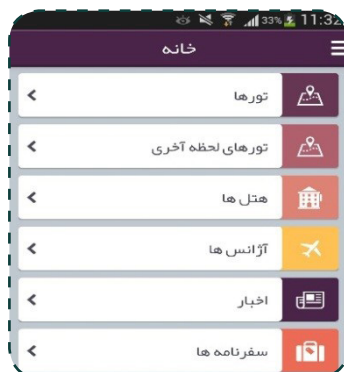 33% 11:32
خانه
تورها
تورهای لحظه آخری
هتل ها
آژانس ها
اخبار
سفرنامه ها